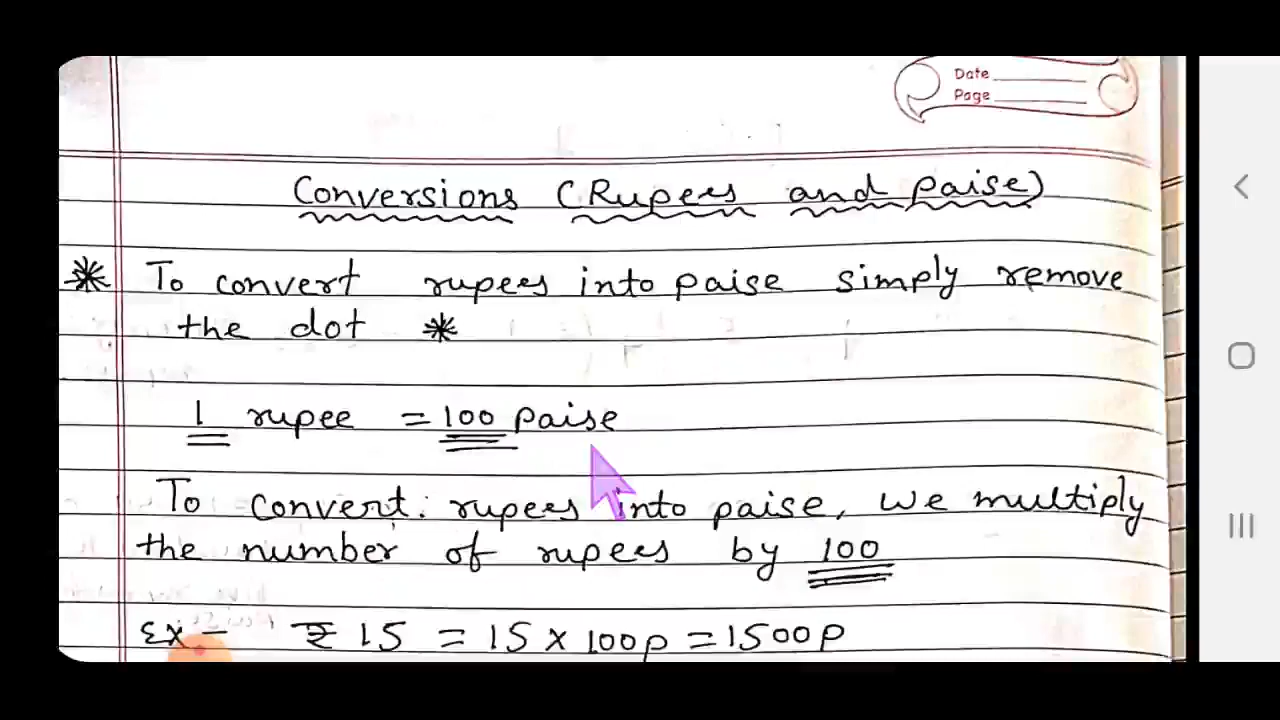 Date
Page
Conversions (Rupees and paise)
* To convert rupees into paise simply remove
the dot *
1 rupee = 100 paise
To convert: rupees into paise, we multiply
the number of rupees by 100
Ex - ₹ 15 = 15 x 100p = 1500p